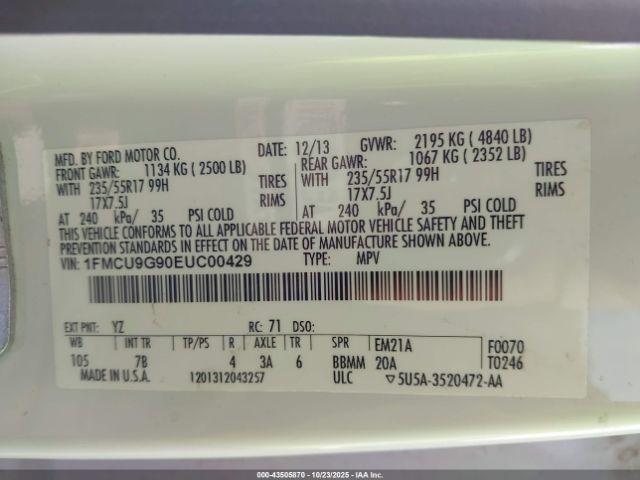 MFD. BY FORD MOTOR CO. DATE: 12/13 GVWR: 2195 KG ( 4840 LB)
FRONT GAWR: 1134 KG ( 2500 LB) REAR GAWR: 1067 KG ( 2352 LB)
WITH 235/55R17 99H TIRES WITH 235/55R17 99H TIRES
17X7.5J RIMS 17X7.5J RIMS
AT 240 kPa/ 35 PSI COLD AT 240 kPa/ 35 PSI COLD
THIS VEHICLE CONFORMS TO ALL APPLICABLE FEDERAL MOTOR VEHICLE SAFETY AND THEFT
PREVENTION STANDARDS IN EFFECT ON THE DATE OF MANUFACTURE SHOWN ABOVE.
VIN: 1FMCU9G90EUC00429 TYPE: MPV
EXT PNT: YZ RC: 71 DSO:
WB INT TR TP/PS R AXLE TR SPR EM21A F0070
105 7B 4 3A 6 BBMM 20A T0246
MADE IN U.S.A. 1201312043257 ULC ▽5U5A-3520472-AA
000-43505870 | 10/23/2025 | IAAI.COM/ACV